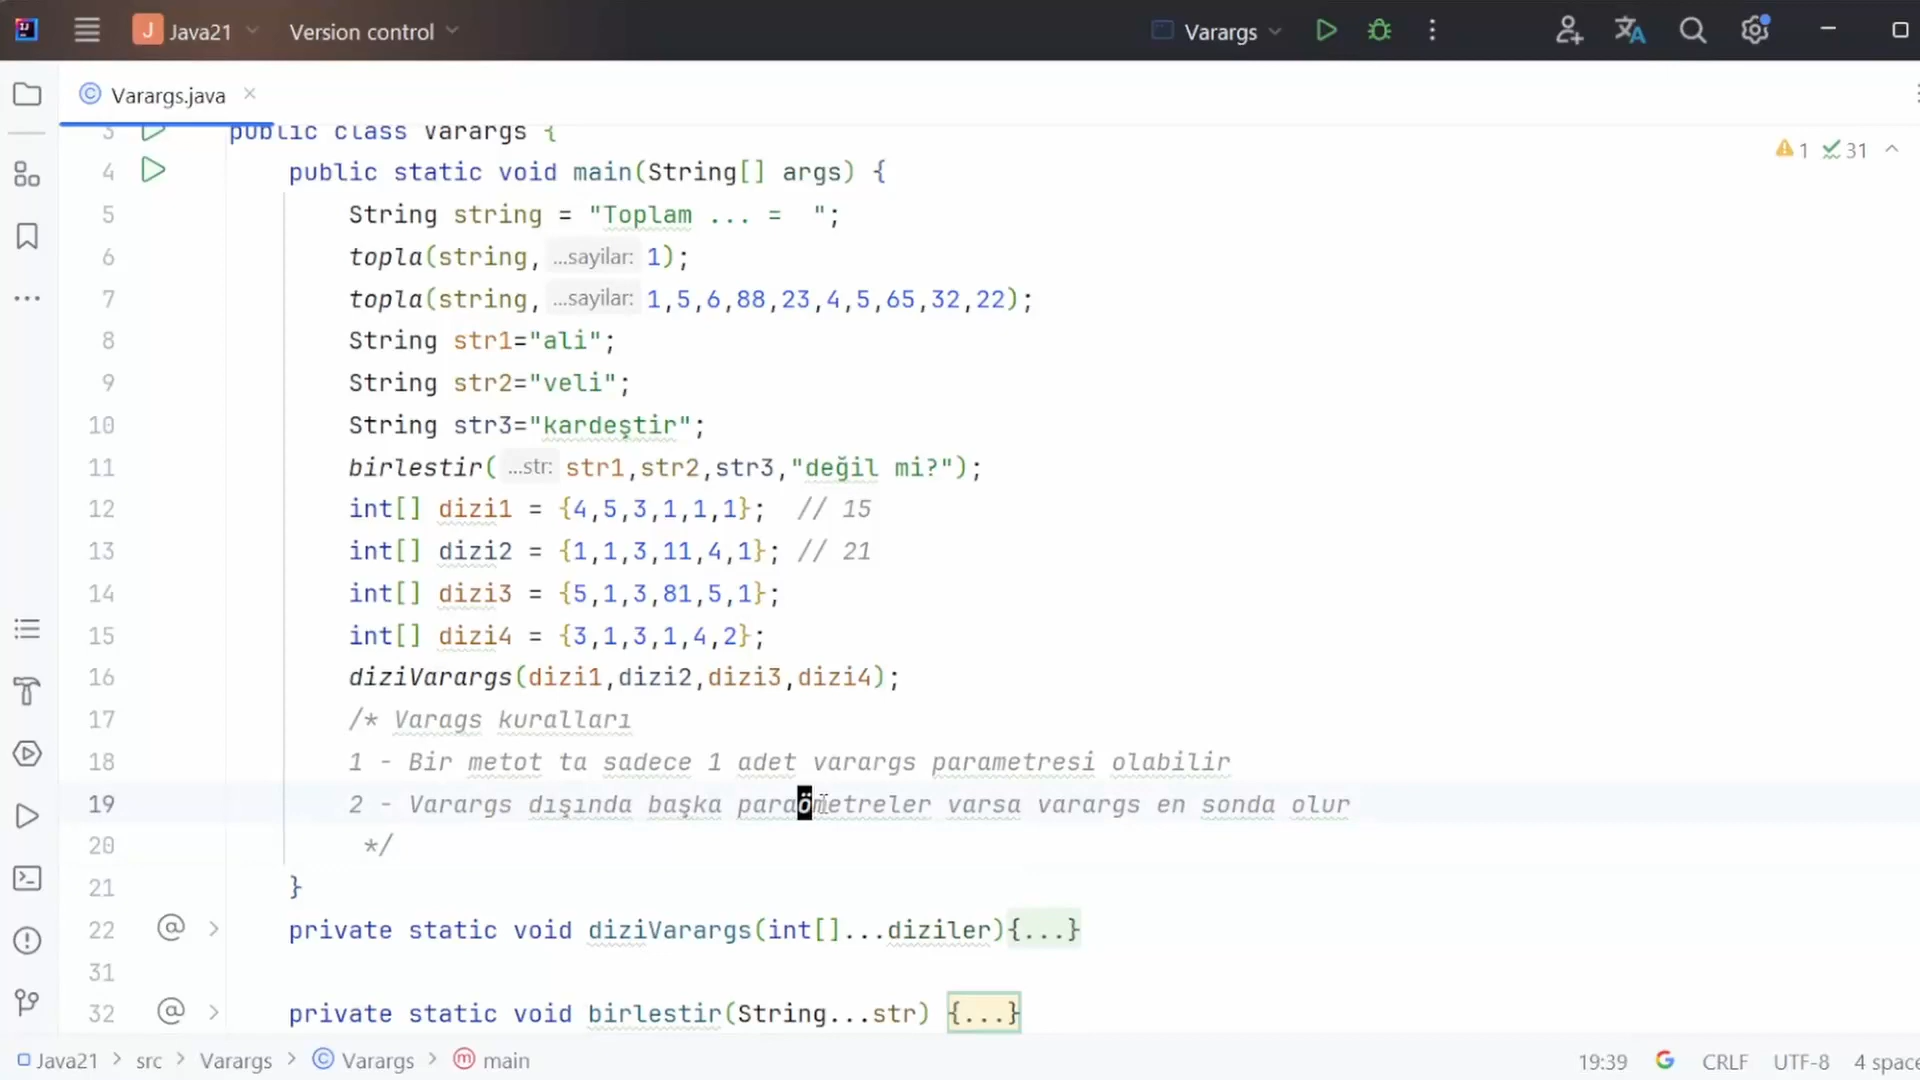 J Java21 Version control Varargs
Varargs.java
3 public class Varargs {
1 31
4 public static void main(String[] args) {
5 String string = "Toplam ... =  ";
6 topla(string, ...sayilar: 1);
7 topla(string, ...sayilar: 1,5,6,88,23,4,5,65,32,22);
8 String str1="ali";
9 String str2="veli";
10 String str3="kardeştir";
11 birlestir( ...str: str1,str2,str3,"değil mi?");
12 int[] dizi1 = {4,5,3,1,1,1};  // 15
13 int[] dizi2 = {1,1,3,11,4,1}; // 21
14 int[] dizi3 = {5,1,3,81,5,1};
15 int[] dizi4 = {3,1,3,1,4,2};
16 diziVarargs(dizi1,dizi2,dizi3,dizi4);
17 /* Varags kuralları
18 1 - Bir metot ta sadece 1 adet varargs parametresi olabilir
19 2 - Varargs dışında başka paraömetreler varsa varargs en sonda olur
20 */
21 }
22 @ private static void diziVarargs(int[]...diziler){...}
31
32 @ private static void birlestir(String...str) {...}
Java21 > src > Varargs > Varargs > main 19:39 CRLF UTF-8 4 space